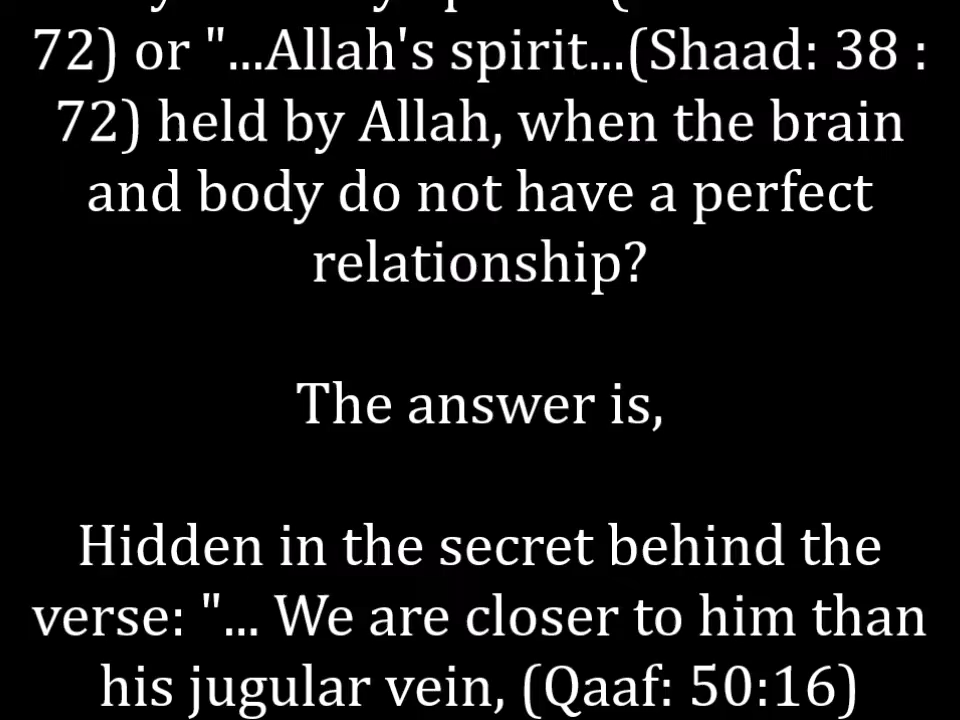 72) or "...Allah's spirit...(Shaad: 38 :
72) held by Allah, when the brain
and body do not have a perfect
relationship?
The answer is,
Hidden in the secret behind the
verse: "... We are closer to him than
his jugular vein, (Qaaf: 50:16)